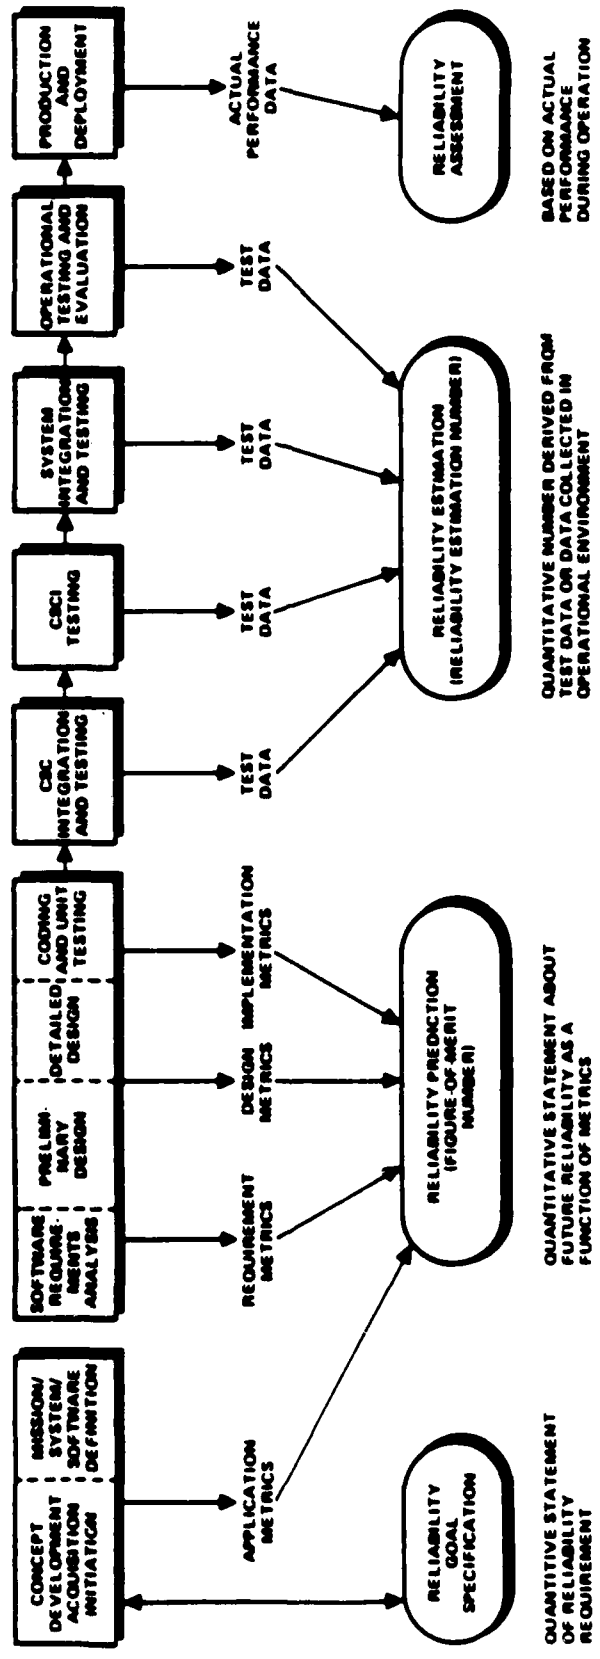 CONCEPT
DEVELOPMENT
ACQUISITION
INITIATION
MISSION/
SYSTEM/
SOFTWARE
DEFINITION
SOFTWARE
REQUIRE-
MENTS
ANALYSIS
PRELIMI-
NARY
DESIGN
DETAILED
DESIGN
CODING
AND UNIT
TESTING
CSC
INTEGRATION
AND TESTING
CSCI
TESTING
SYSTEM
INTEGRATION
AND TESTING
OPERATIONAL
TESTING AND
EVALUATION
PRODUCTION
AND
DEPLOYMENT
APPLICATION
METRICS
REQUIREMENT
METRICS
DESIGN
METRICS
IMPLEMENTATION
METRICS
TEST
DATA
TEST
DATA
TEST
DATA
TEST
DATA
ACTUAL
PERFORMANCE
DATA
RELIABILITY
GOAL
SPECIFICATION
RELIABILITY PREDICTION
(FIGURE-OF-MERIT
NUMBER)
RELIABILITY ESTIMATION
(RELIABILITY ESTIMATION NUMBER)
RELIABILITY
ASSESSMENT
QUANTITIVE STATEMENT
OF RELIABILITY
REQUIREMENT
QUANTITATIVE STATEMENT ABOUT
FUTURE RELIABILITY AS A
FUNCTION OF METRICS
QUANTITATIVE NUMBER DERIVED FROM
TEST DATA OR DATA COLLECTED IN
OPERATIONAL ENVIRONMENT
BASED ON ACTUAL
PERFORMANCE
DURING OPERATION